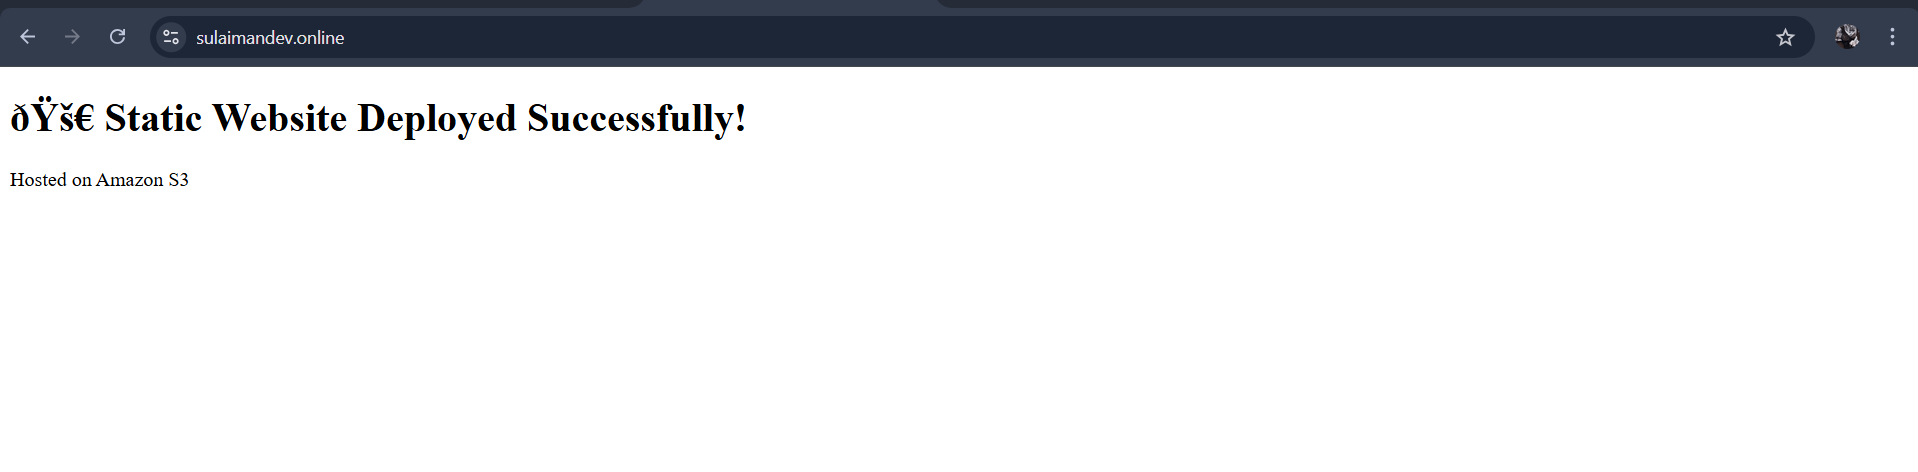 sulaimandev.online
ðŸš€ Static Website Deployed Successfully!
Hosted on Amazon S3